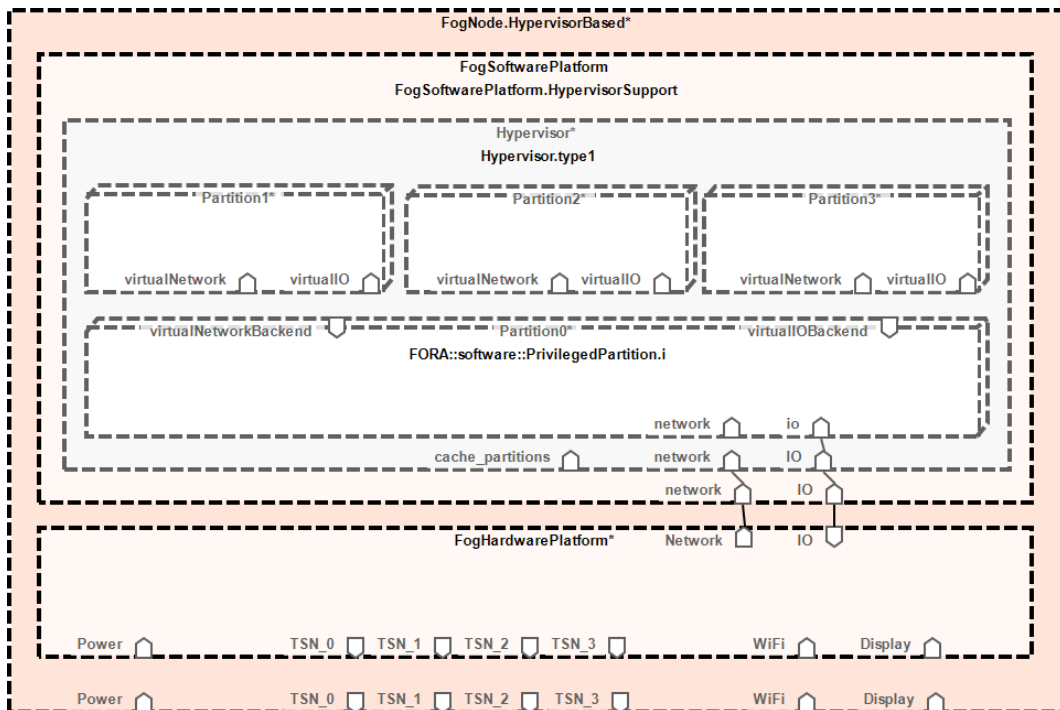 FogNode.HypervisorBased*
FogSoftwarePlatform
FogSoftwarePlatform.HypervisorSupport
Hypervisor*
Hypervisor.type1
Partition1* Partition2* Partition3*
virtualNetwork virtualIO virtualNetwork virtualIO virtualNetwork virtualIO
virtualNetworkBackend Partition0* virtualIOBackend
FORA::software::PrivilegedPartition.i
network io
cache_partitions network IO
network IO
FogHardwarePlatform* Network IO
Power TSN_0 TSN_1 TSN_2 TSN_3 WiFi Display
Power TSN_0 TSN_1 TSN_2 TSN_3 WiFi Display